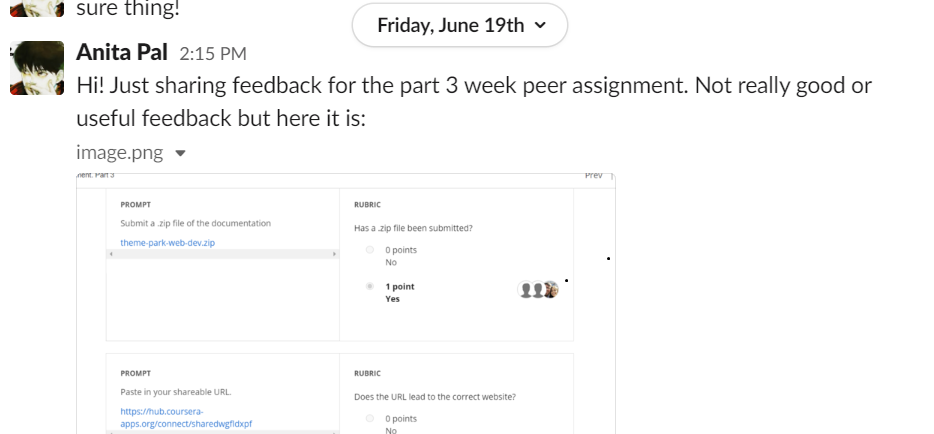 sure thing!
Friday, June 19th
Anita Pal 2:15 PM
Hi! Just sharing feedback for the part 3 week peer assignment. Not really good or
useful feedback but here it is:
image.png
ment. Part 3
Prev
PROMPT
Submit a .zip file of the documentation
theme-park-web-dev.zip
RUBRIC
Has a .zip file been submitted?
0 points
No
1 point
Yes
PROMPT
Paste in your shareable URL.
https://hub.coursera-
apps.org/connect/sharedwgfidxpf
RUBRIC
Does the URL lead to the correct website?
0 points
No